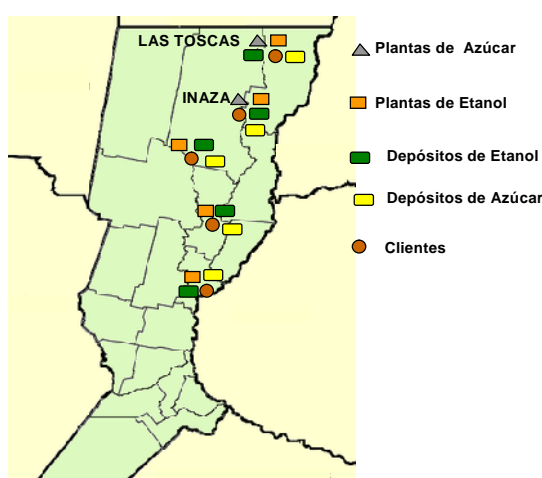 LAS TOSCAS
INAZA
Plantas de Azúcar
Plantas de Etanol
Depósitos de Etanol
Depósitos de Azúcar
Clientes